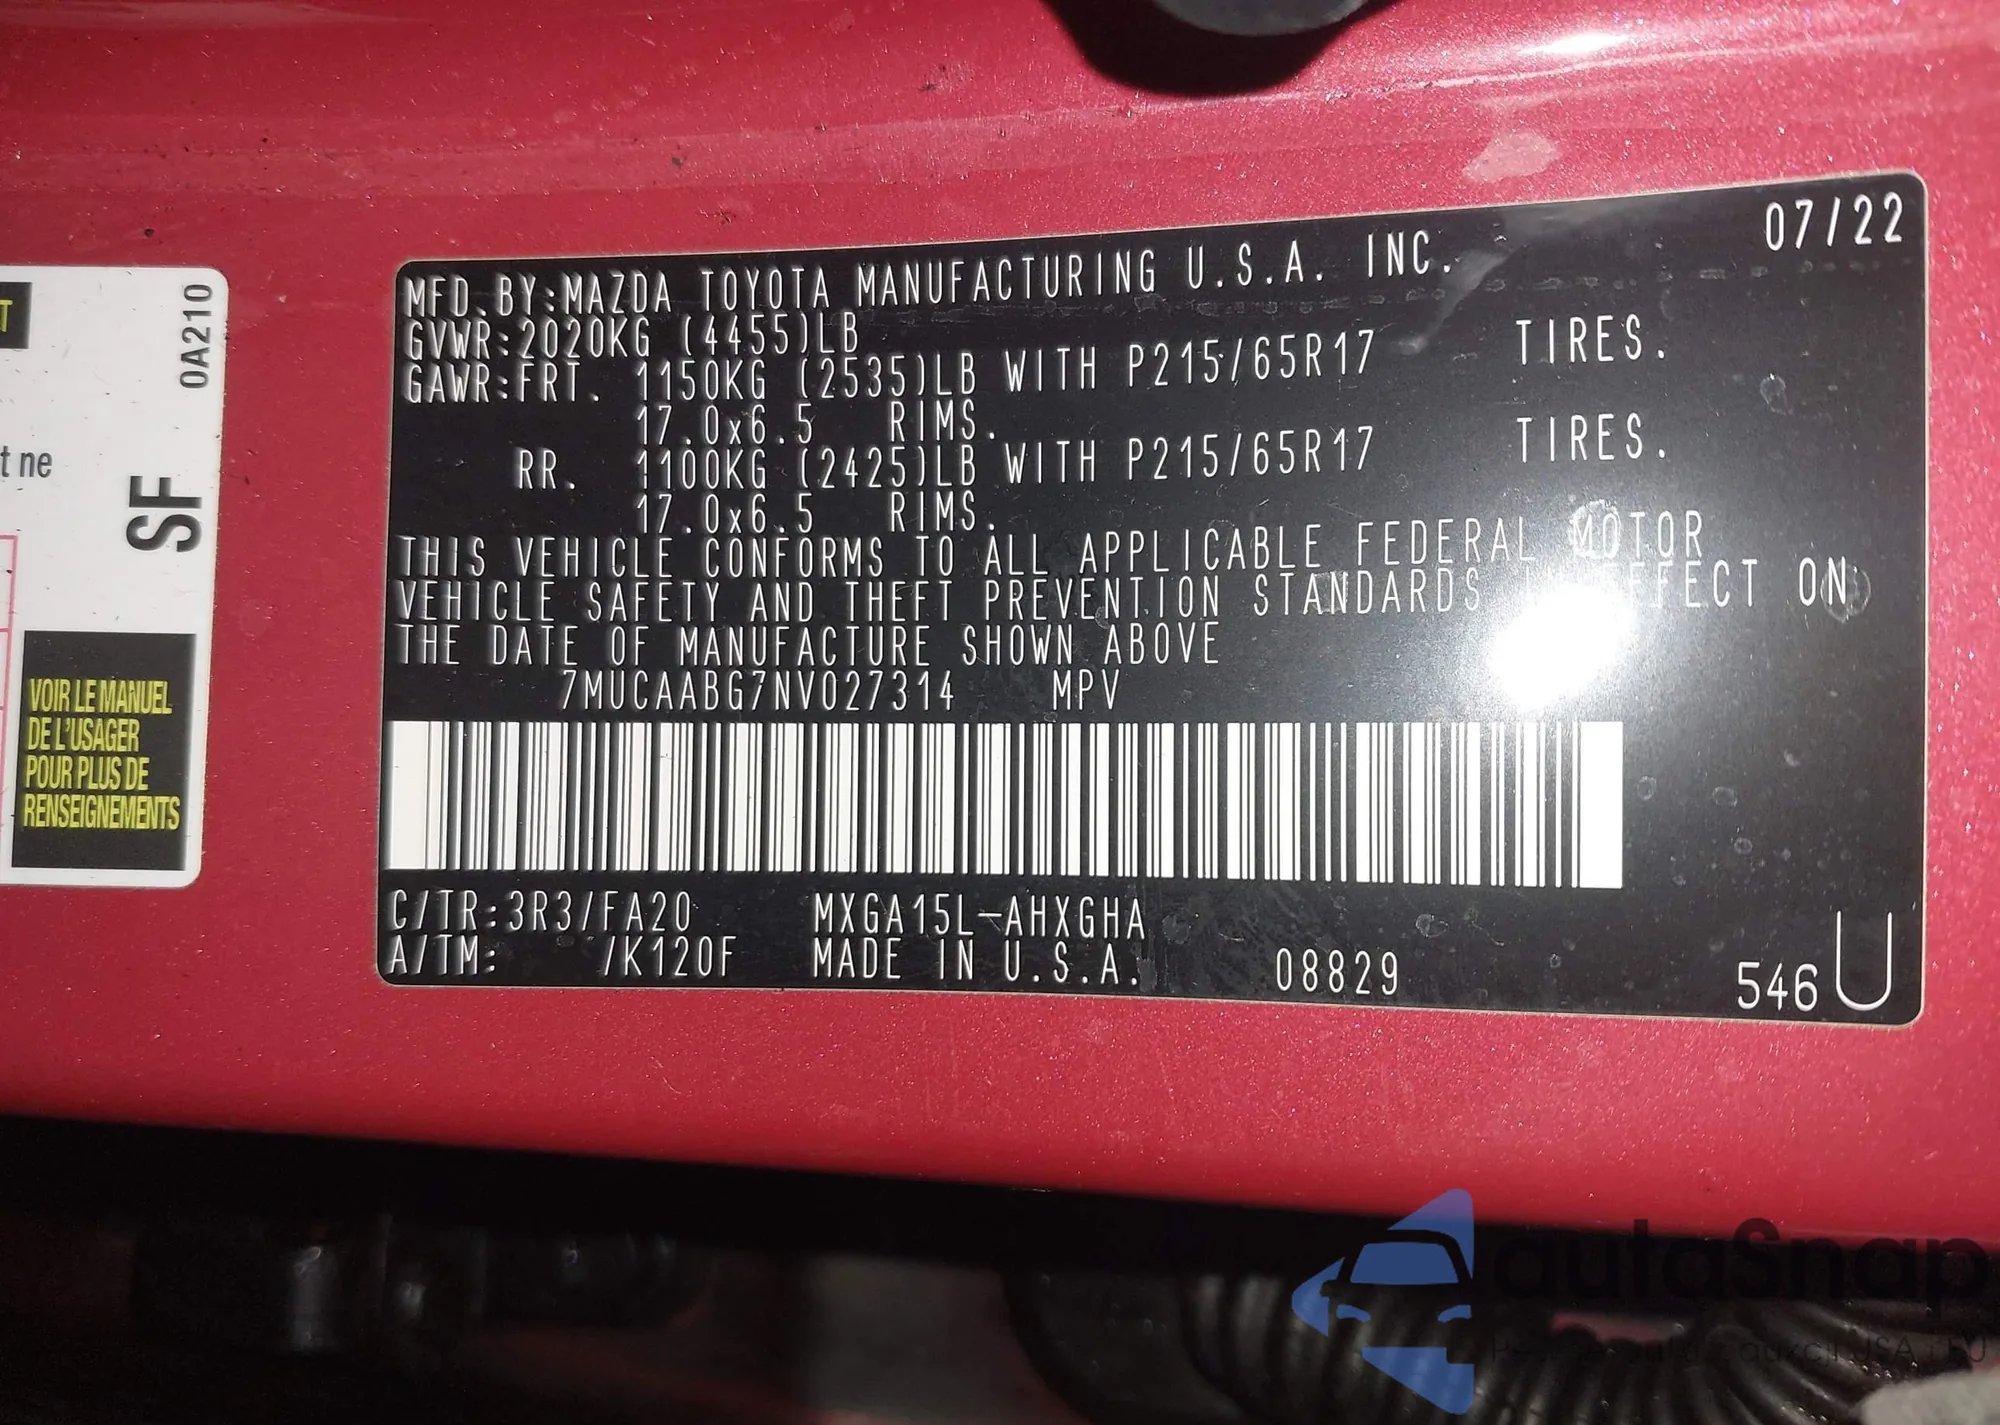 T
0A210
t ne
SF
VOIR LE MANUEL
DE L'USAGER
POUR PLUS DE
RENSEIGNEMENTS
07/22
MFD.BY:MAZDA TOYOTA MANUFACTURING U.S.A. INC.
GVWR:2020KG (4455)LB
GAWR:FRT. 1150KG (2535)LB WITH P215/65R17 TIRES.
17.0x6.5 RIMS.
RR. 1100KG (2425)LB WITH P215/65R17 TIRES.
17.0x6.5 RIMS.
THIS VEHICLE CONFORMS TO ALL APPLICABLE FEDERAL MOTOR
VEHICLE SAFETY AND THEFT PREVENTION STANDARDS EFFECT ON
THE DATE OF MANUFACTURE SHOWN ABOVE
7MUCAABG7NV027314 MPV
C/TR:3R3/FA20 MXGA15L-AHXGHA
A/TM: /K120F MADE IN U.S.A. 08829 546 U
autoSnap